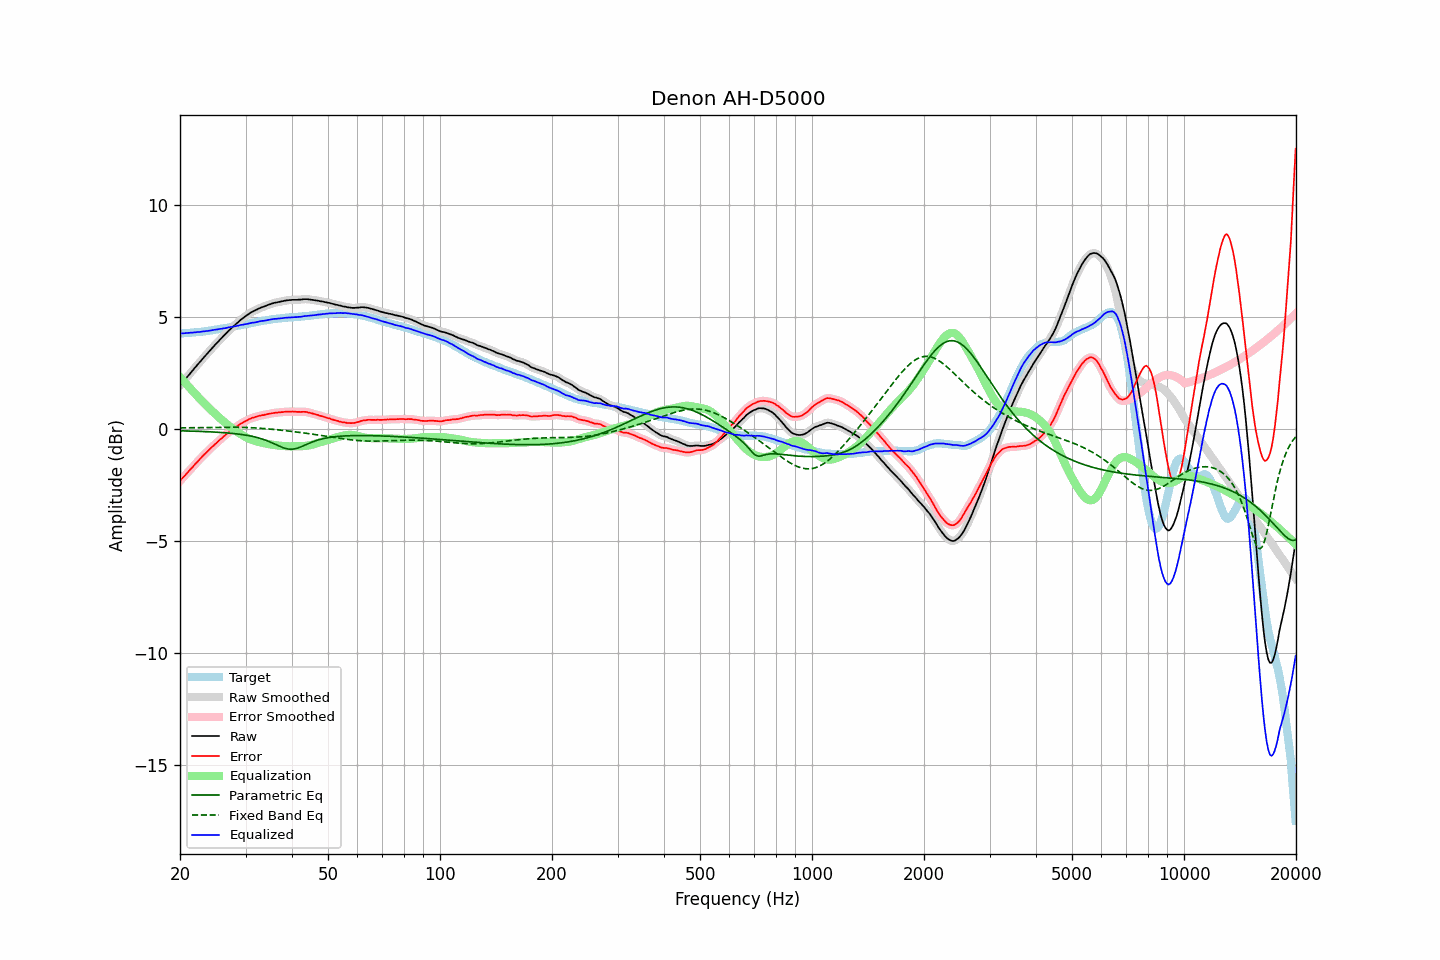 Denon AH-D5000
Amplitude (dBr)
10
5
0
−5
−10
−15
Target
Raw Smoothed
Error Smoothed
Raw
Error
Equalization
Parametric Eq
Fixed Band Eq
Equalized
20 50 100 200 500 1000 2000 5000 10000 20000
Frequency (Hz)